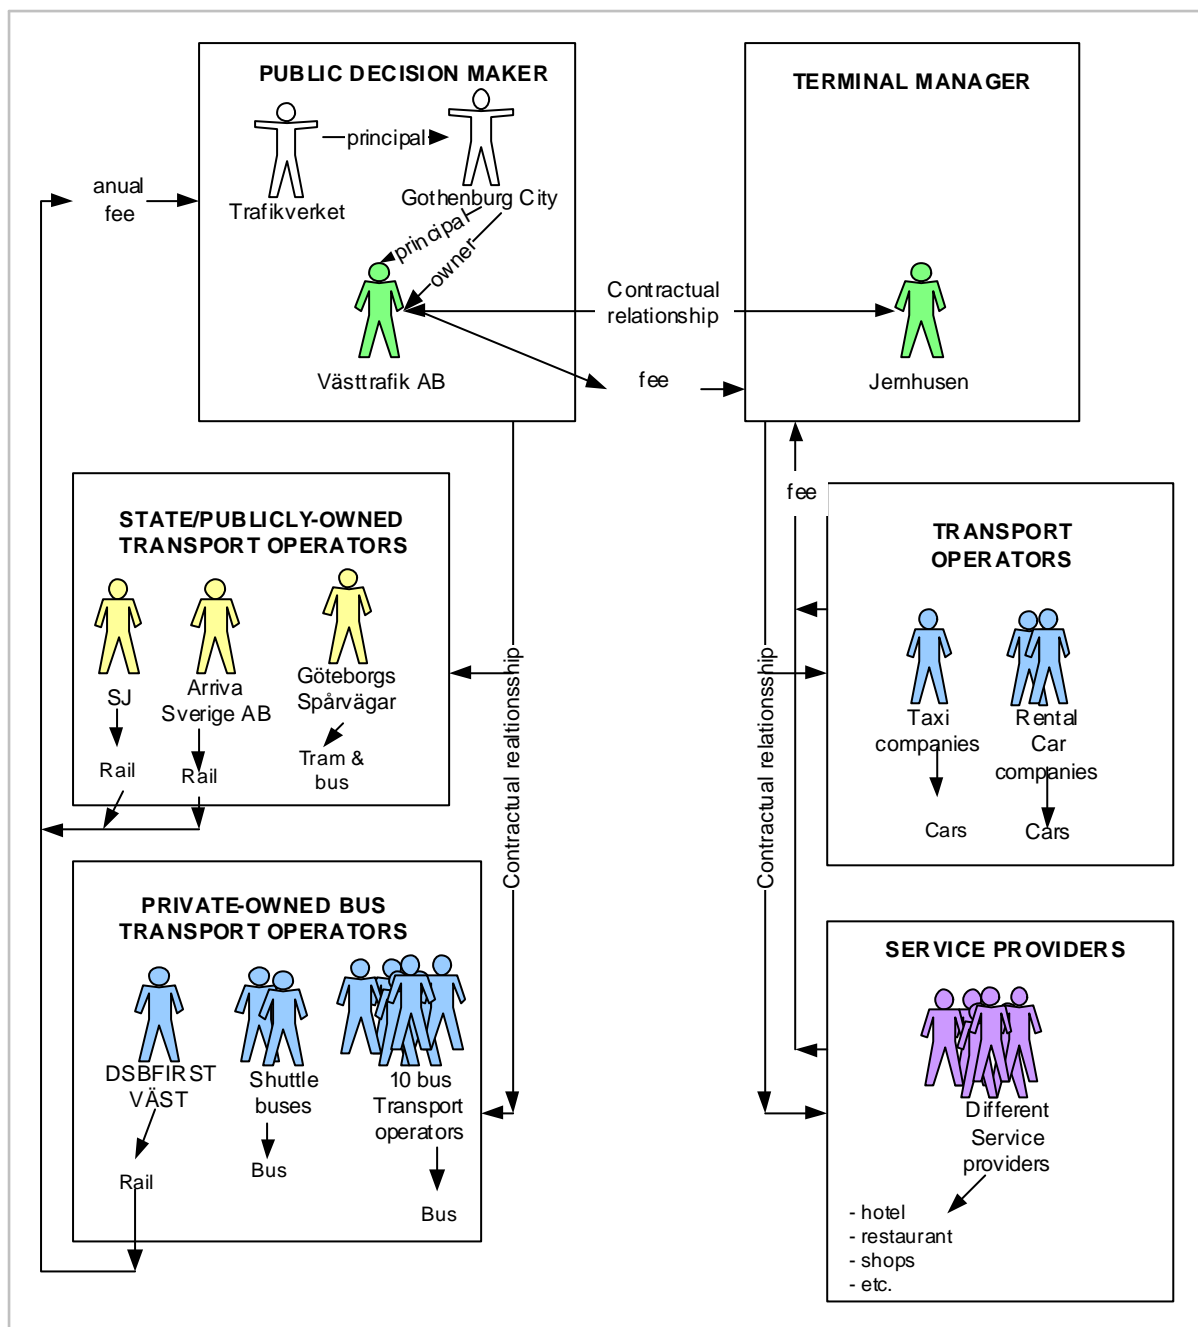 PUBLIC DECISION MAKER
principal
Trafikverket
Gothenburg City
principal
owner
Västtrafik AB
anual
fee
TERMINAL MANAGER
Contractual
relationship
Jernhusen
fee
STATE/PUBLICLY-OWNED
TRANSPORT OPERATORS
SJ
Arriva
Sverige AB
Göteborgs
Spårvägar
Rail
Rail
Tram &
bus
Contractual realtionsship
PRIVATE-OWNED BUS
TRANSPORT OPERATORS
DSBFIRST
VÄST
Shuttle
buses
10 bus
Transport
operators
Rail
Bus
Bus
fee
Contractual relationsship
TRANSPORT
OPERATORS
Taxi
companies
Rental
Car
companies
Cars
Cars
SERVICE PROVIDERS
Different
Service
providers
- hotel
- restaurant
- shops
- etc.